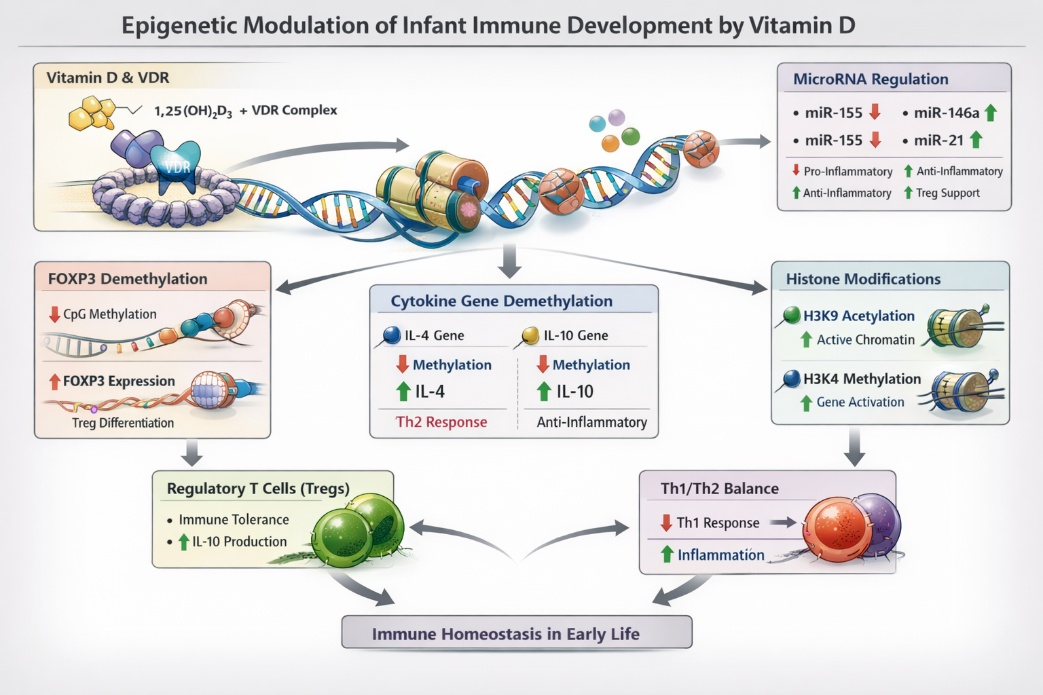 Epigenetic Modulation of Infant Immune Development by Vitamin D
Vitamin D & VDR
1,25(OH)₂D₃ + VDR Complex
VDR
MicroRNA Regulation
• miR-155 ↓ • miR-146a ↑
• miR-155 ↓ • miR-21 ↑
↓ Pro-Inflammatory ↑ Anti-Inflammatory
↑ Anti-Inflammatory ↑ Treg Support
FOXP3 Demethylation
↓ CpG Methylation
↑ FOXP3 Expression
Treg Differentiation
Cytokine Gene Demethylation
IL-4 Gene IL-10 Gene
↓ Methylation ↓ Methylation
↑ IL-4 ↑ IL-10
Th2 Response Anti-Inflammatory
Histone Modifications
H3K9 Acetylation
↑ Active Chromatin
H3K4 Methylation
↑ Gene Activation
Regulatory T Cells (Tregs)
• Immune Tolerance
• ↑ IL-10 Production
Th1/Th2 Balance
↓ Th1 Response
↑ Inflammation
Immune Homeostasis in Early Life